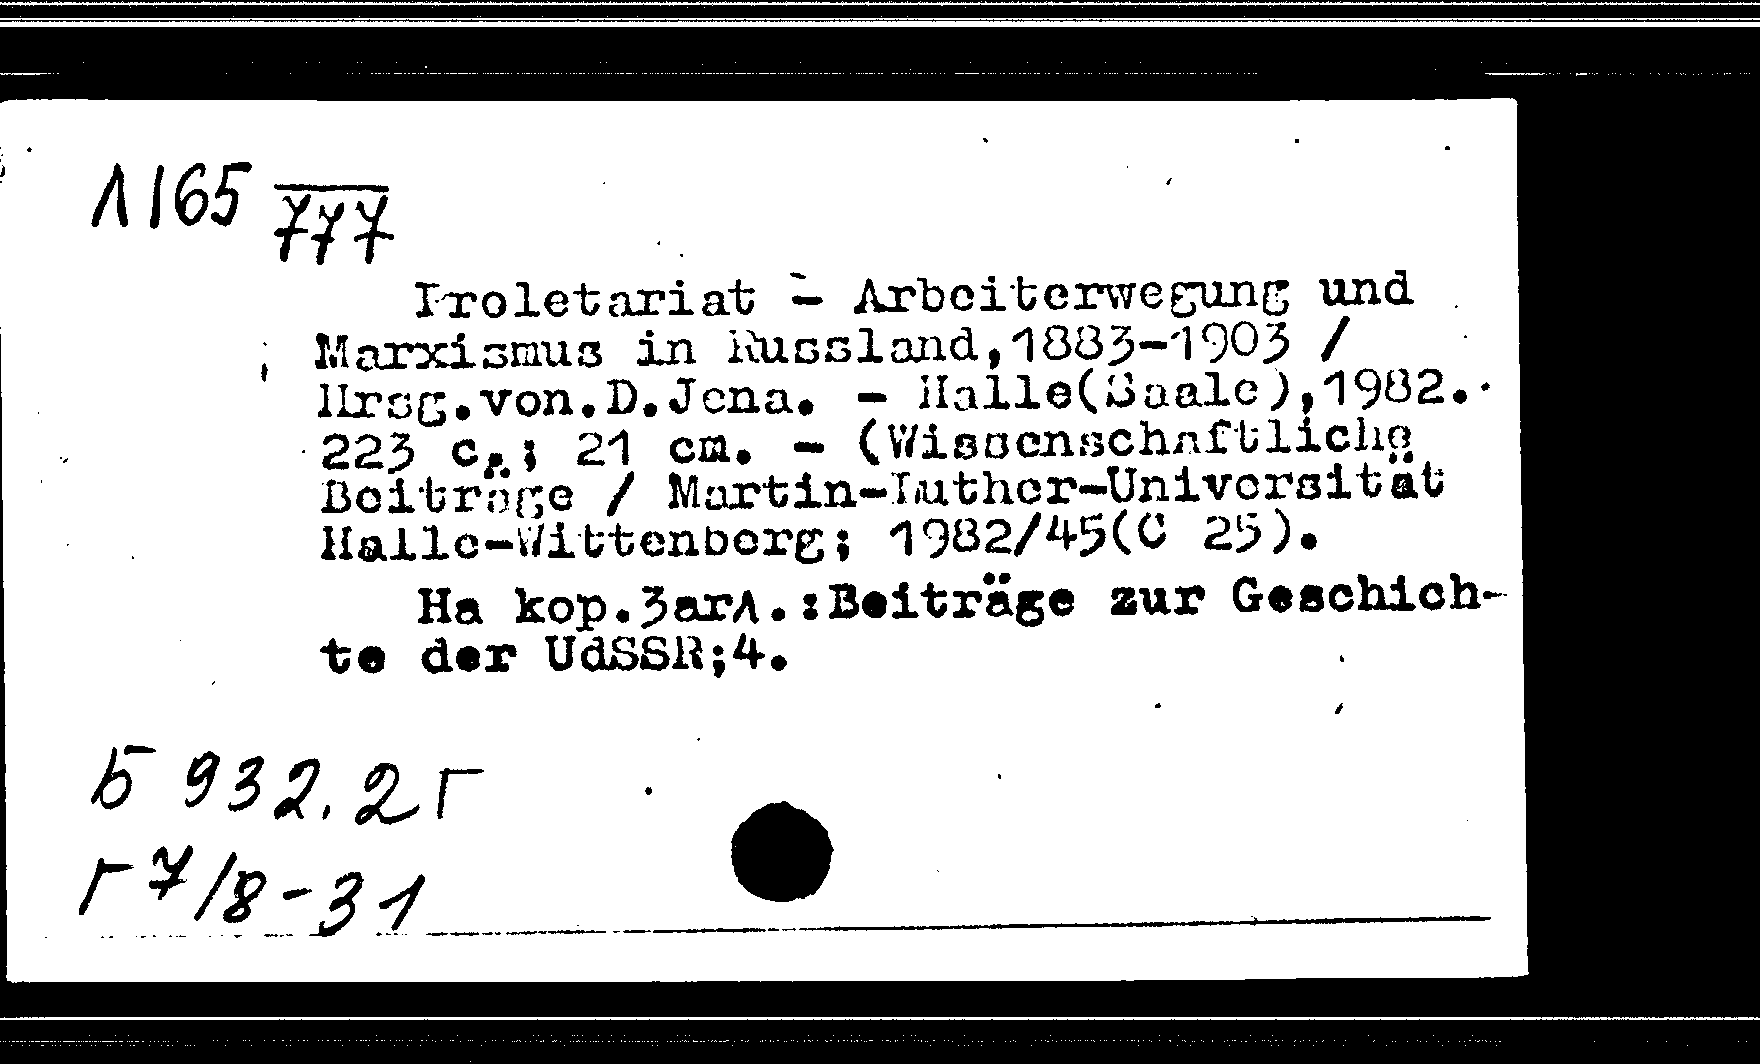 Л165 777
Proletariat - Arbeiterwegung und
Marxismus in Russland,1883-1903 /
Hrsg.von.D.Jena. - Halle(Saale),1982.
223 c.; 21 cm. - (Wissenschaftliche
Beiträge / Martin-Luther-Universität
Halle-Wittenberg; 1982/45(C 25).
На кор.загл.:Beiträge zur Geschich-
te der UdSSR;4.
Б 932.2г
Г7/8-31